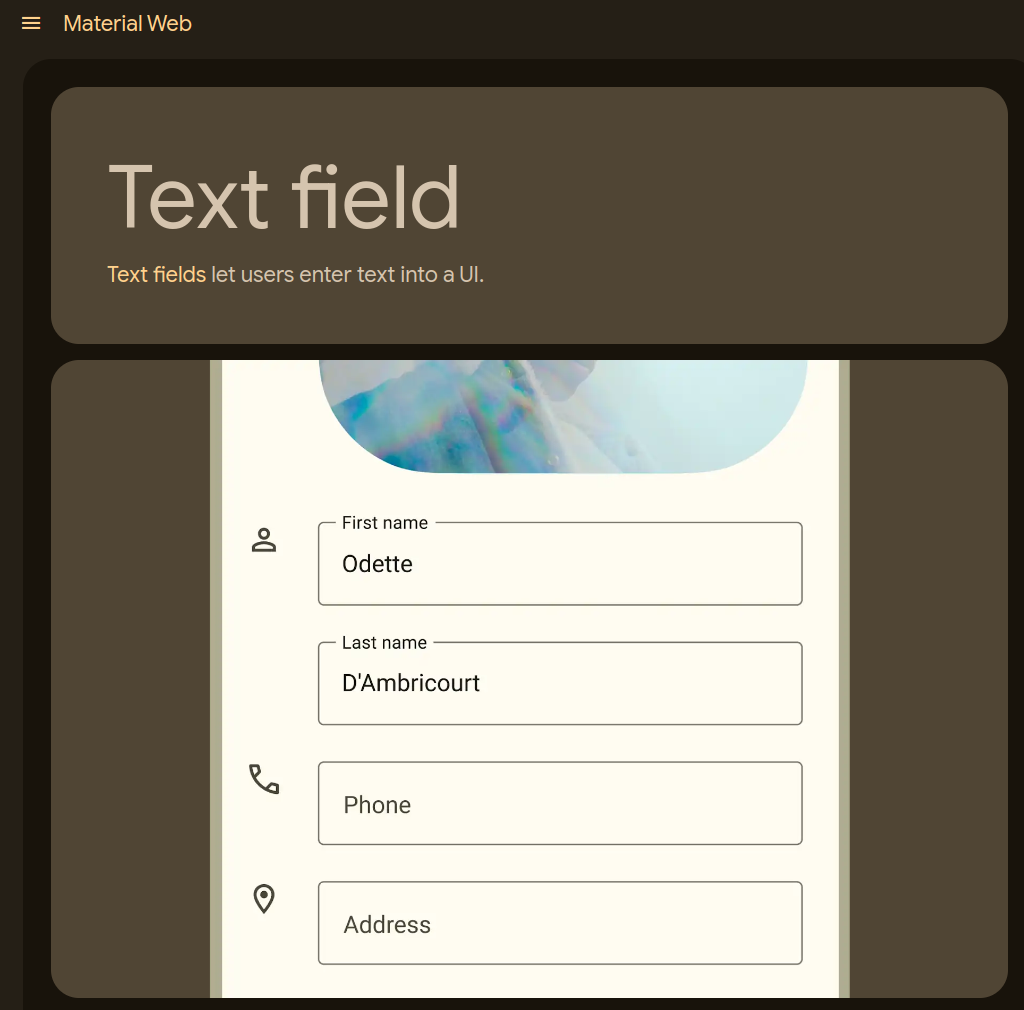 Material Web
Text field
Text fields let users enter text into a UI.
First name
Odette
Last name
D'Ambricourt
Phone
Address